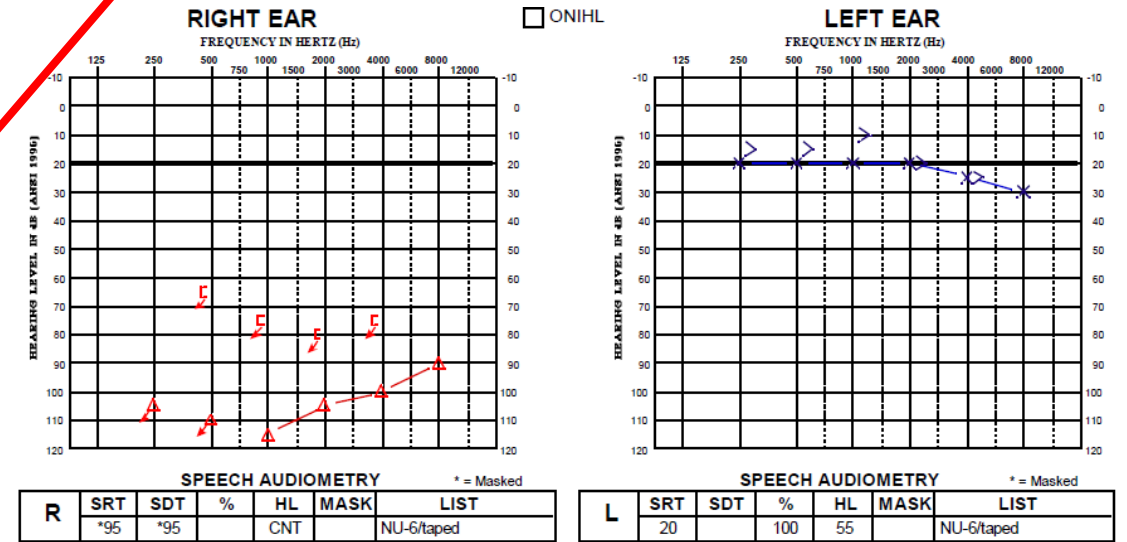 RIGHT EAR
FREQUENCY IN HERTZ (Hz)
125 250 500 750 1000 1500 2000 3000 4000 6000 8000 12000
HEARING LEVEL IN dB (ANSI 1996)
-10 -10
0 0
10 10
20 20
30 30
40 40
50 50
60 60
70 70
80 80
90 90
100 100
110 110
120 120
SPEECH AUDIOMETRY * = Masked
R SRT SDT % HL MASK LIST
*95 *95 CNT NU-6/taped
ONIHL
LEFT EAR
FREQUENCY IN HERTZ (Hz)
125 250 500 750 1000 1500 2000 3000 4000 6000 8000 12000
HEARING LEVEL IN dB (ANSI 1996)
-10 -10
0 0
10 10
20 20
30 30
40 40
50 50
60 60
70 70
80 80
90 90
100 100
110 110
120 120
SPEECH AUDIOMETRY * = Masked
L SRT SDT % HL MASK LIST
20 100 55 NU-6/taped